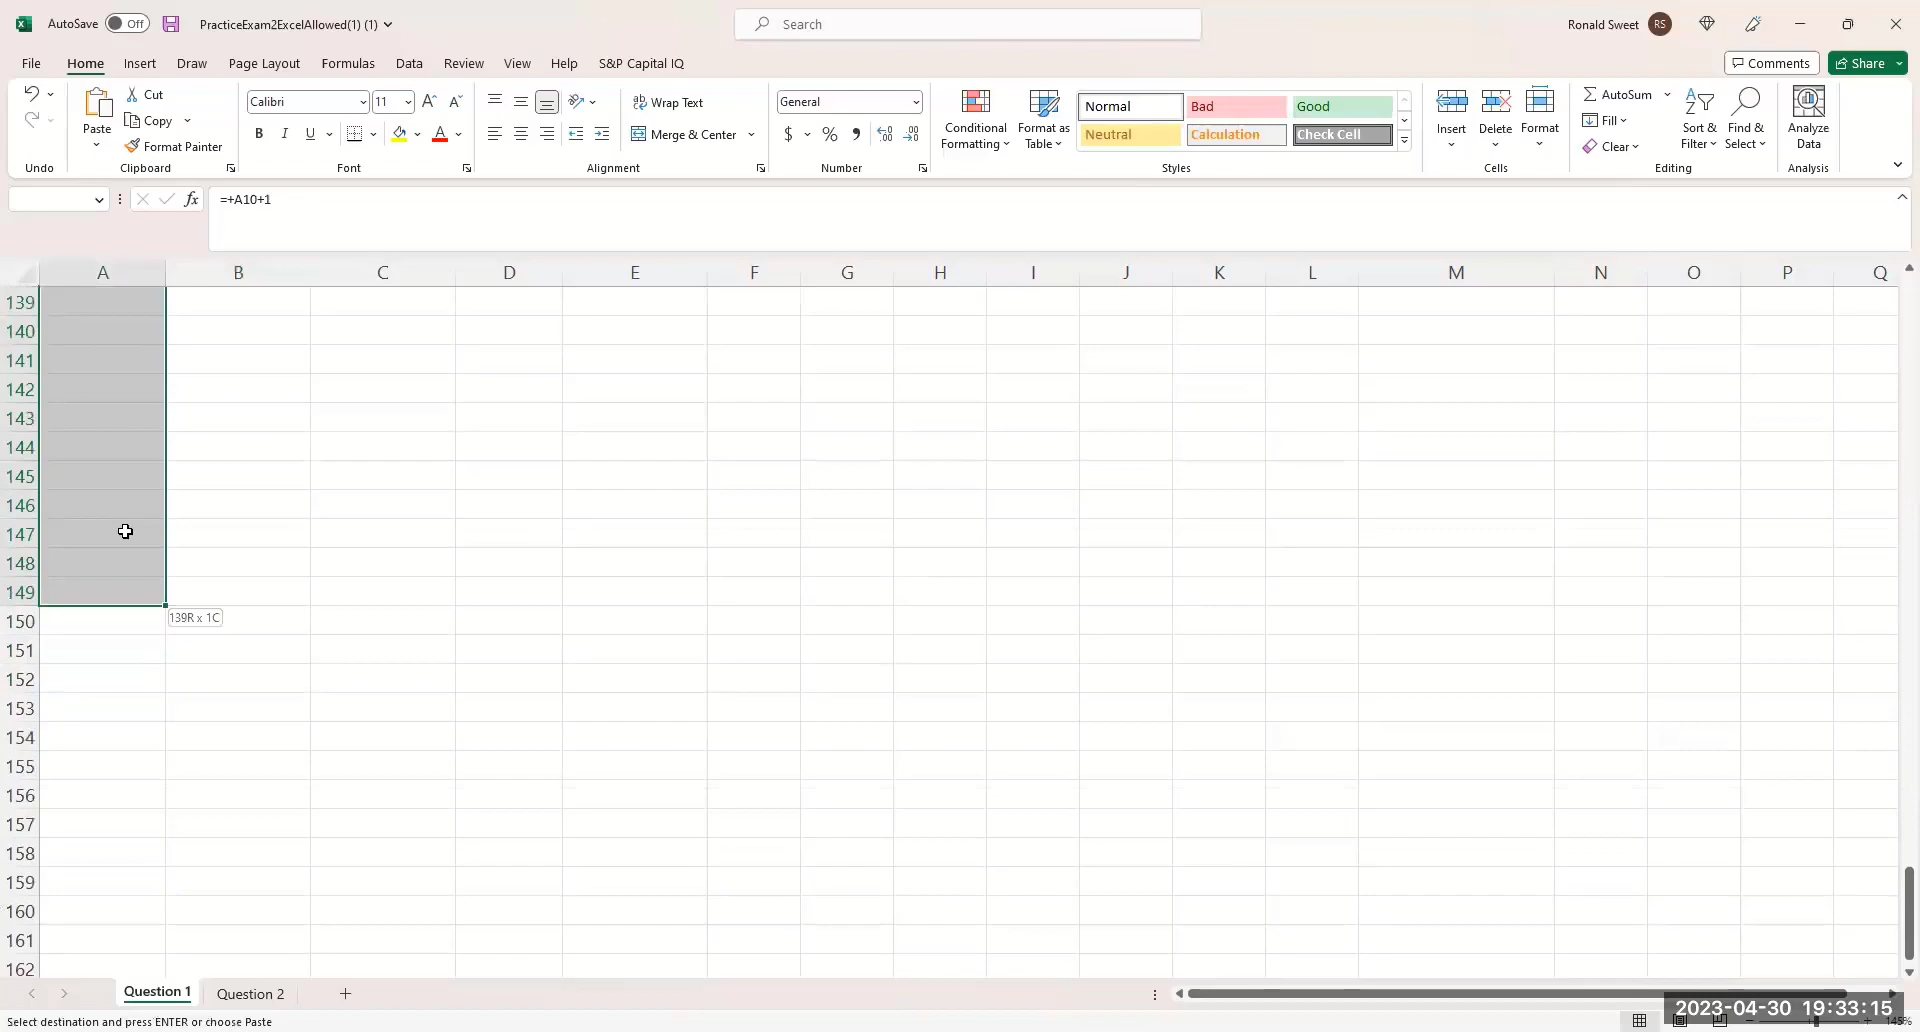 AutoSave Off PracticeExam2ExcelAllowed(1) (1) Search Ronald Sweet RS
File Home Insert Draw Page Layout Formulas Data Review View Help S&P Capital IQ Comments Share
Cut Calibri 11 Wrap Text General Normal Bad Good AutoSum
Paste Copy B I U Merge & Center $ % Conditional Formatting Format as Table Neutral Calculation Check Cell Insert Delete Format Fill Sort & Filter Find & Select Analyze Data
Format Painter Clear
Undo Clipboard Font Alignment Number Styles Cells Editing Analysis
fx =+A10+1
A B C D E F G H I J K L M N O P Q
139
140
141
142
143
144
145
146
147
148
149
139R x 1C
150
151
152
153
154
155
156
157
158
159
160
161
162
Question 1 Question 2
2023-04-30 19:33:15
Select destination and press ENTER or choose Paste 145%